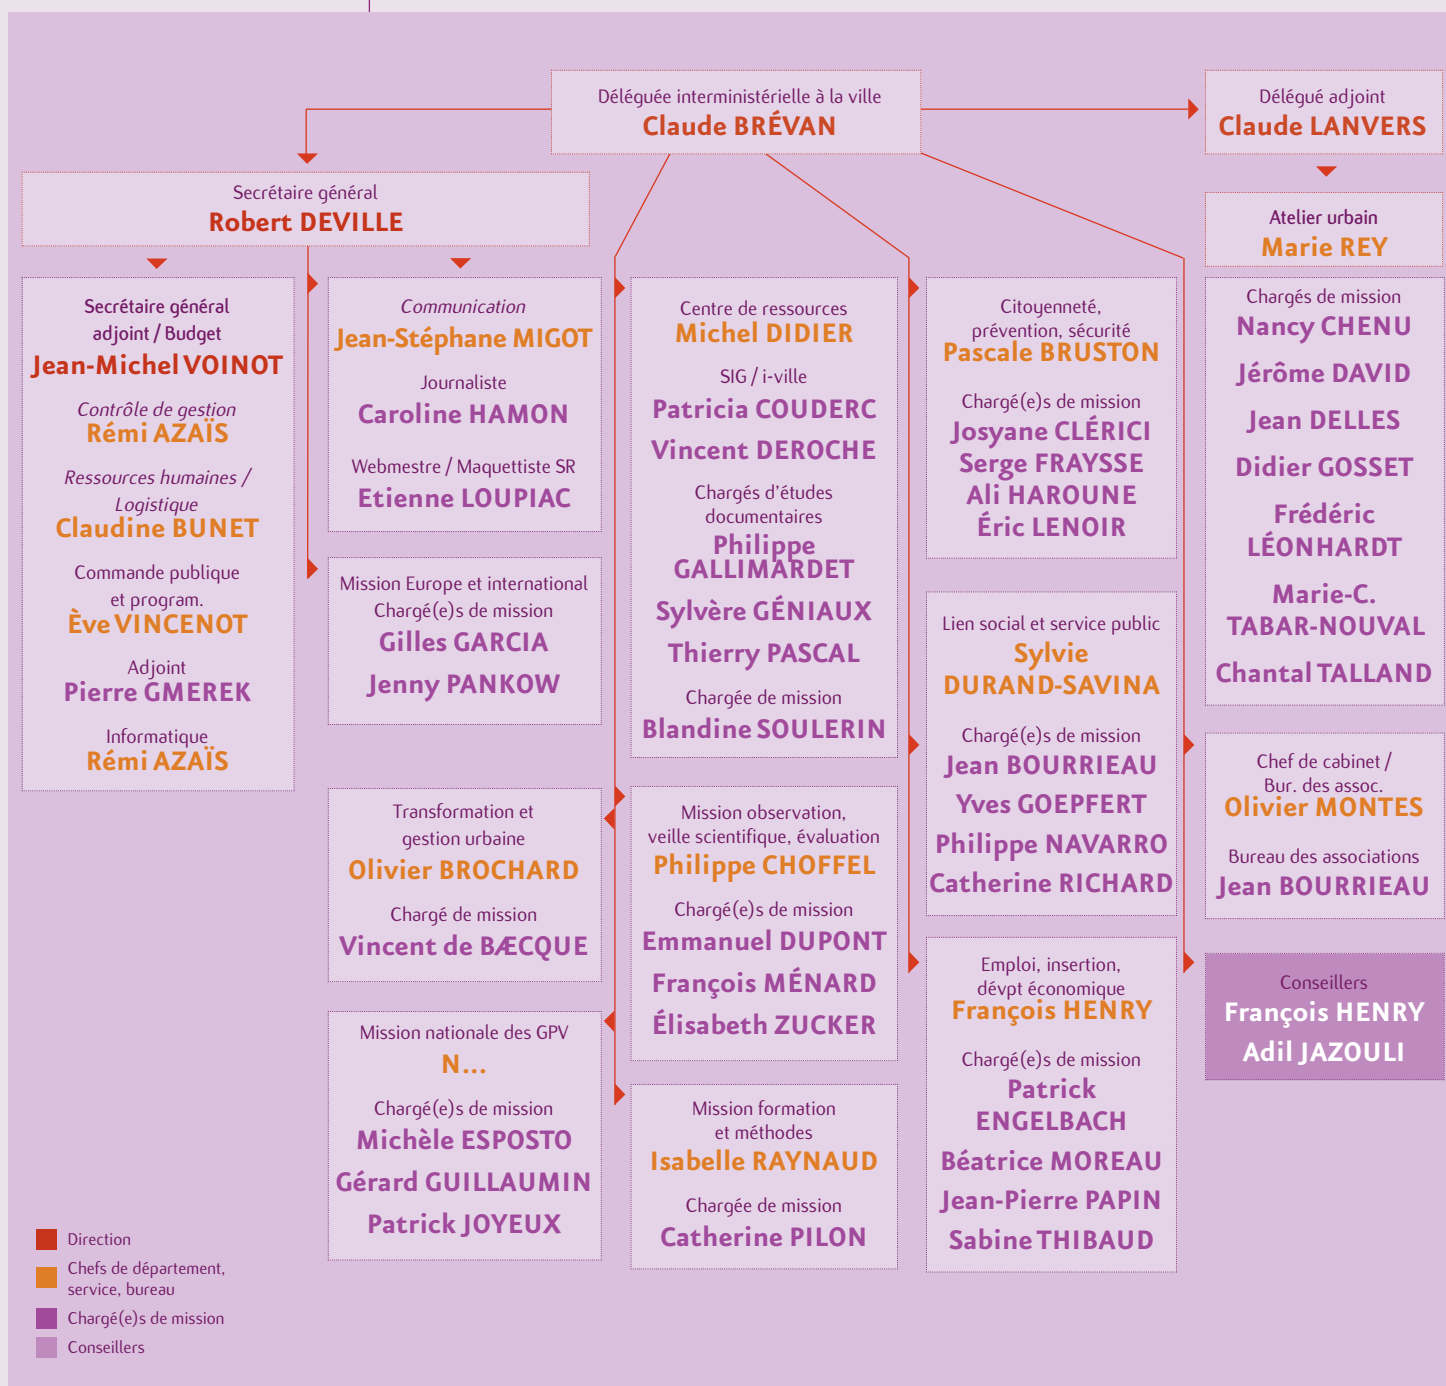 Déléguée interministérielle à la ville
Claude BRÉVAN
Délégué adjoint
Claude LANVERS
Secrétaire général
Robert DEVILLE
Atelier urbain
Marie REY
Secrétaire général
adjoint / Budget
Jean-Michel VOINOT
Contrôle de gestion
Rémi AZAÏS
Ressources humaines /
Logistique
Claudine BUNET
Commande publique
et program.
Ève VINCENOT
Adjoint
Pierre GMEREK
Informatique
Rémi AZAÏS
Communication
Jean-Stéphane MIGOT
Journaliste
Caroline HAMON
Webmestre / Maquettiste SR
Etienne LOUPIAC
Mission Europe et international
Chargé(e)s de mission
Gilles GARCIA
Jenny PANKOW
Transformation et
gestion urbaine
Olivier BROCHARD
Chargé de mission
Vincent de BÆCQUE
Mission nationale des GPV
N...
Chargé(e)s de mission
Michèle ESPOSTO
Gérard GUILLAUMIN
Patrick JOYEUX
Centre de ressources
Michel DIDIER
SIG / i-ville
Patricia COUDERC
Vincent DEROCHE
Chargés d'études
documentaires
Philippe
GALLIMARDET
Sylvère GÉNIAUX
Thierry PASCAL
Chargée de mission
Blandine SOULERIN
Mission observation,
veille scientifique, évaluation
Philippe CHOFFEL
Chargé(e)s de mission
Emmanuel DUPONT
François MÉNARD
Élisabeth ZUCKER
Mission formation
et méthodes
Isabelle RAYNAUD
Chargée de mission
Catherine PILON
Citoyenneté,
prévention, sécurité
Pascale BRUSTON
Chargé(e)s de mission
Josyane CLÉRICI
Serge FRAYSSE
Ali HAROUNE
Éric LENOIR
Lien social et service public
Sylvie
DURAND-SAVINA
Chargé(e)s de mission
Jean BOURRIEAU
Yves GOEPFERT
Philippe NAVARRO
Catherine RICHARD
Emploi, insertion,
dévpt économique
François HENRY
Chargé(e)s de mission
Patrick
ENGELBACH
Béatrice MOREAU
Jean-Pierre PAPIN
Sabine THIBAUD
Chargés de mission
Nancy CHENU
Jérôme DAVID
Jean DELLES
Didier GOSSET
Frédéric
LÉONHARDT
Marie-C.
TABAR-NOUVAL
Chantal TALLAND
Chef de cabinet /
Bur. des assoc.
Olivier MONTES
Bureau des associations
Jean BOURRIEAU
Conseillers
François HENRY
Adil JAZOULI
Direction
Chefs de département,
service, bureau
Chargé(e)s de mission
Conseillers